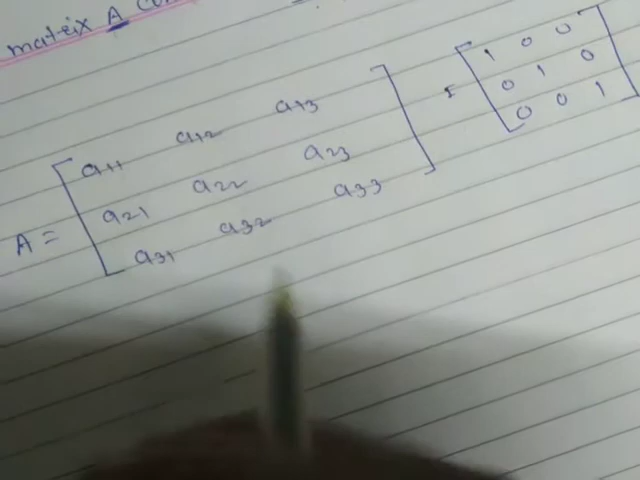 matrix A
a11 a12 a13 1 0 0
A = a21 a22 a23 = 0 1 0
a31 a32 a33 0 0 1